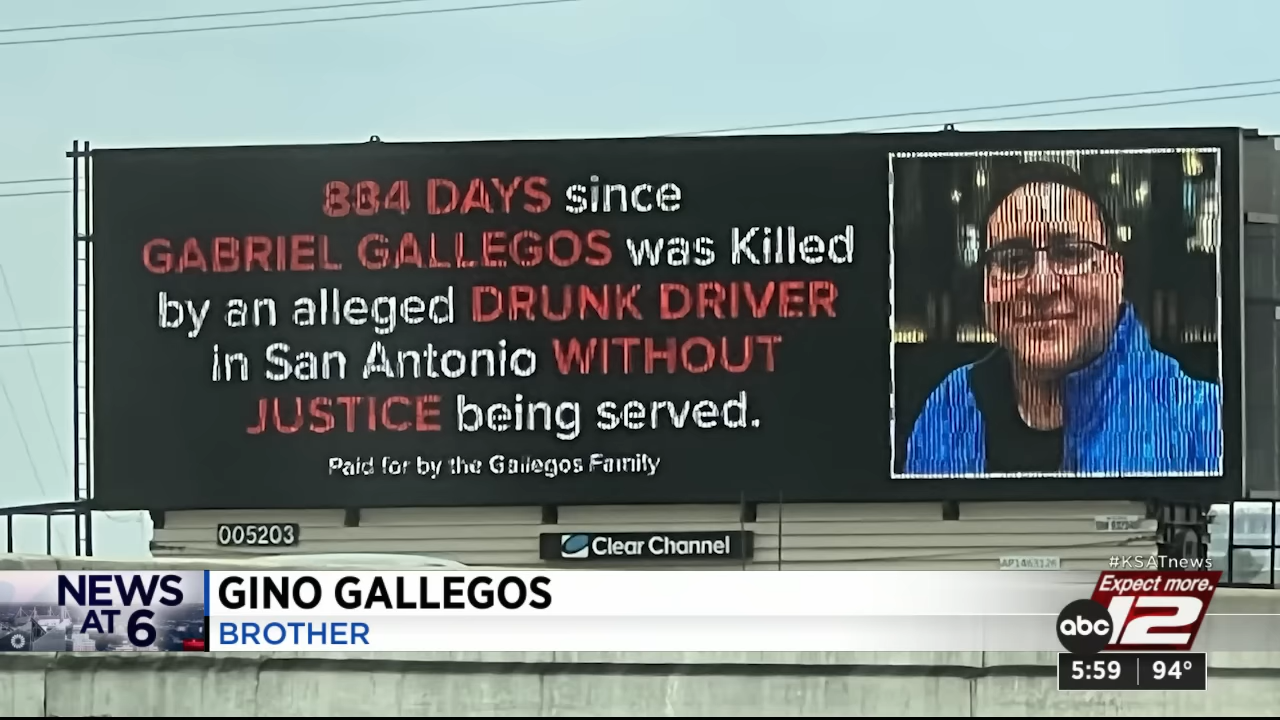 884 DAYS since
GABRIEL GALLEGOS was Killed
by an alleged DRUNK DRIVER
in San Antonio WITHOUT
JUSTICE being served.
Paid for by the Gallegos Family
005203
Clear Channel
AP1463126
#KSATnews
NEWS
AT 6
GINO GALLEGOS
BROTHER
Expect more.
abc 12
5:59 94°